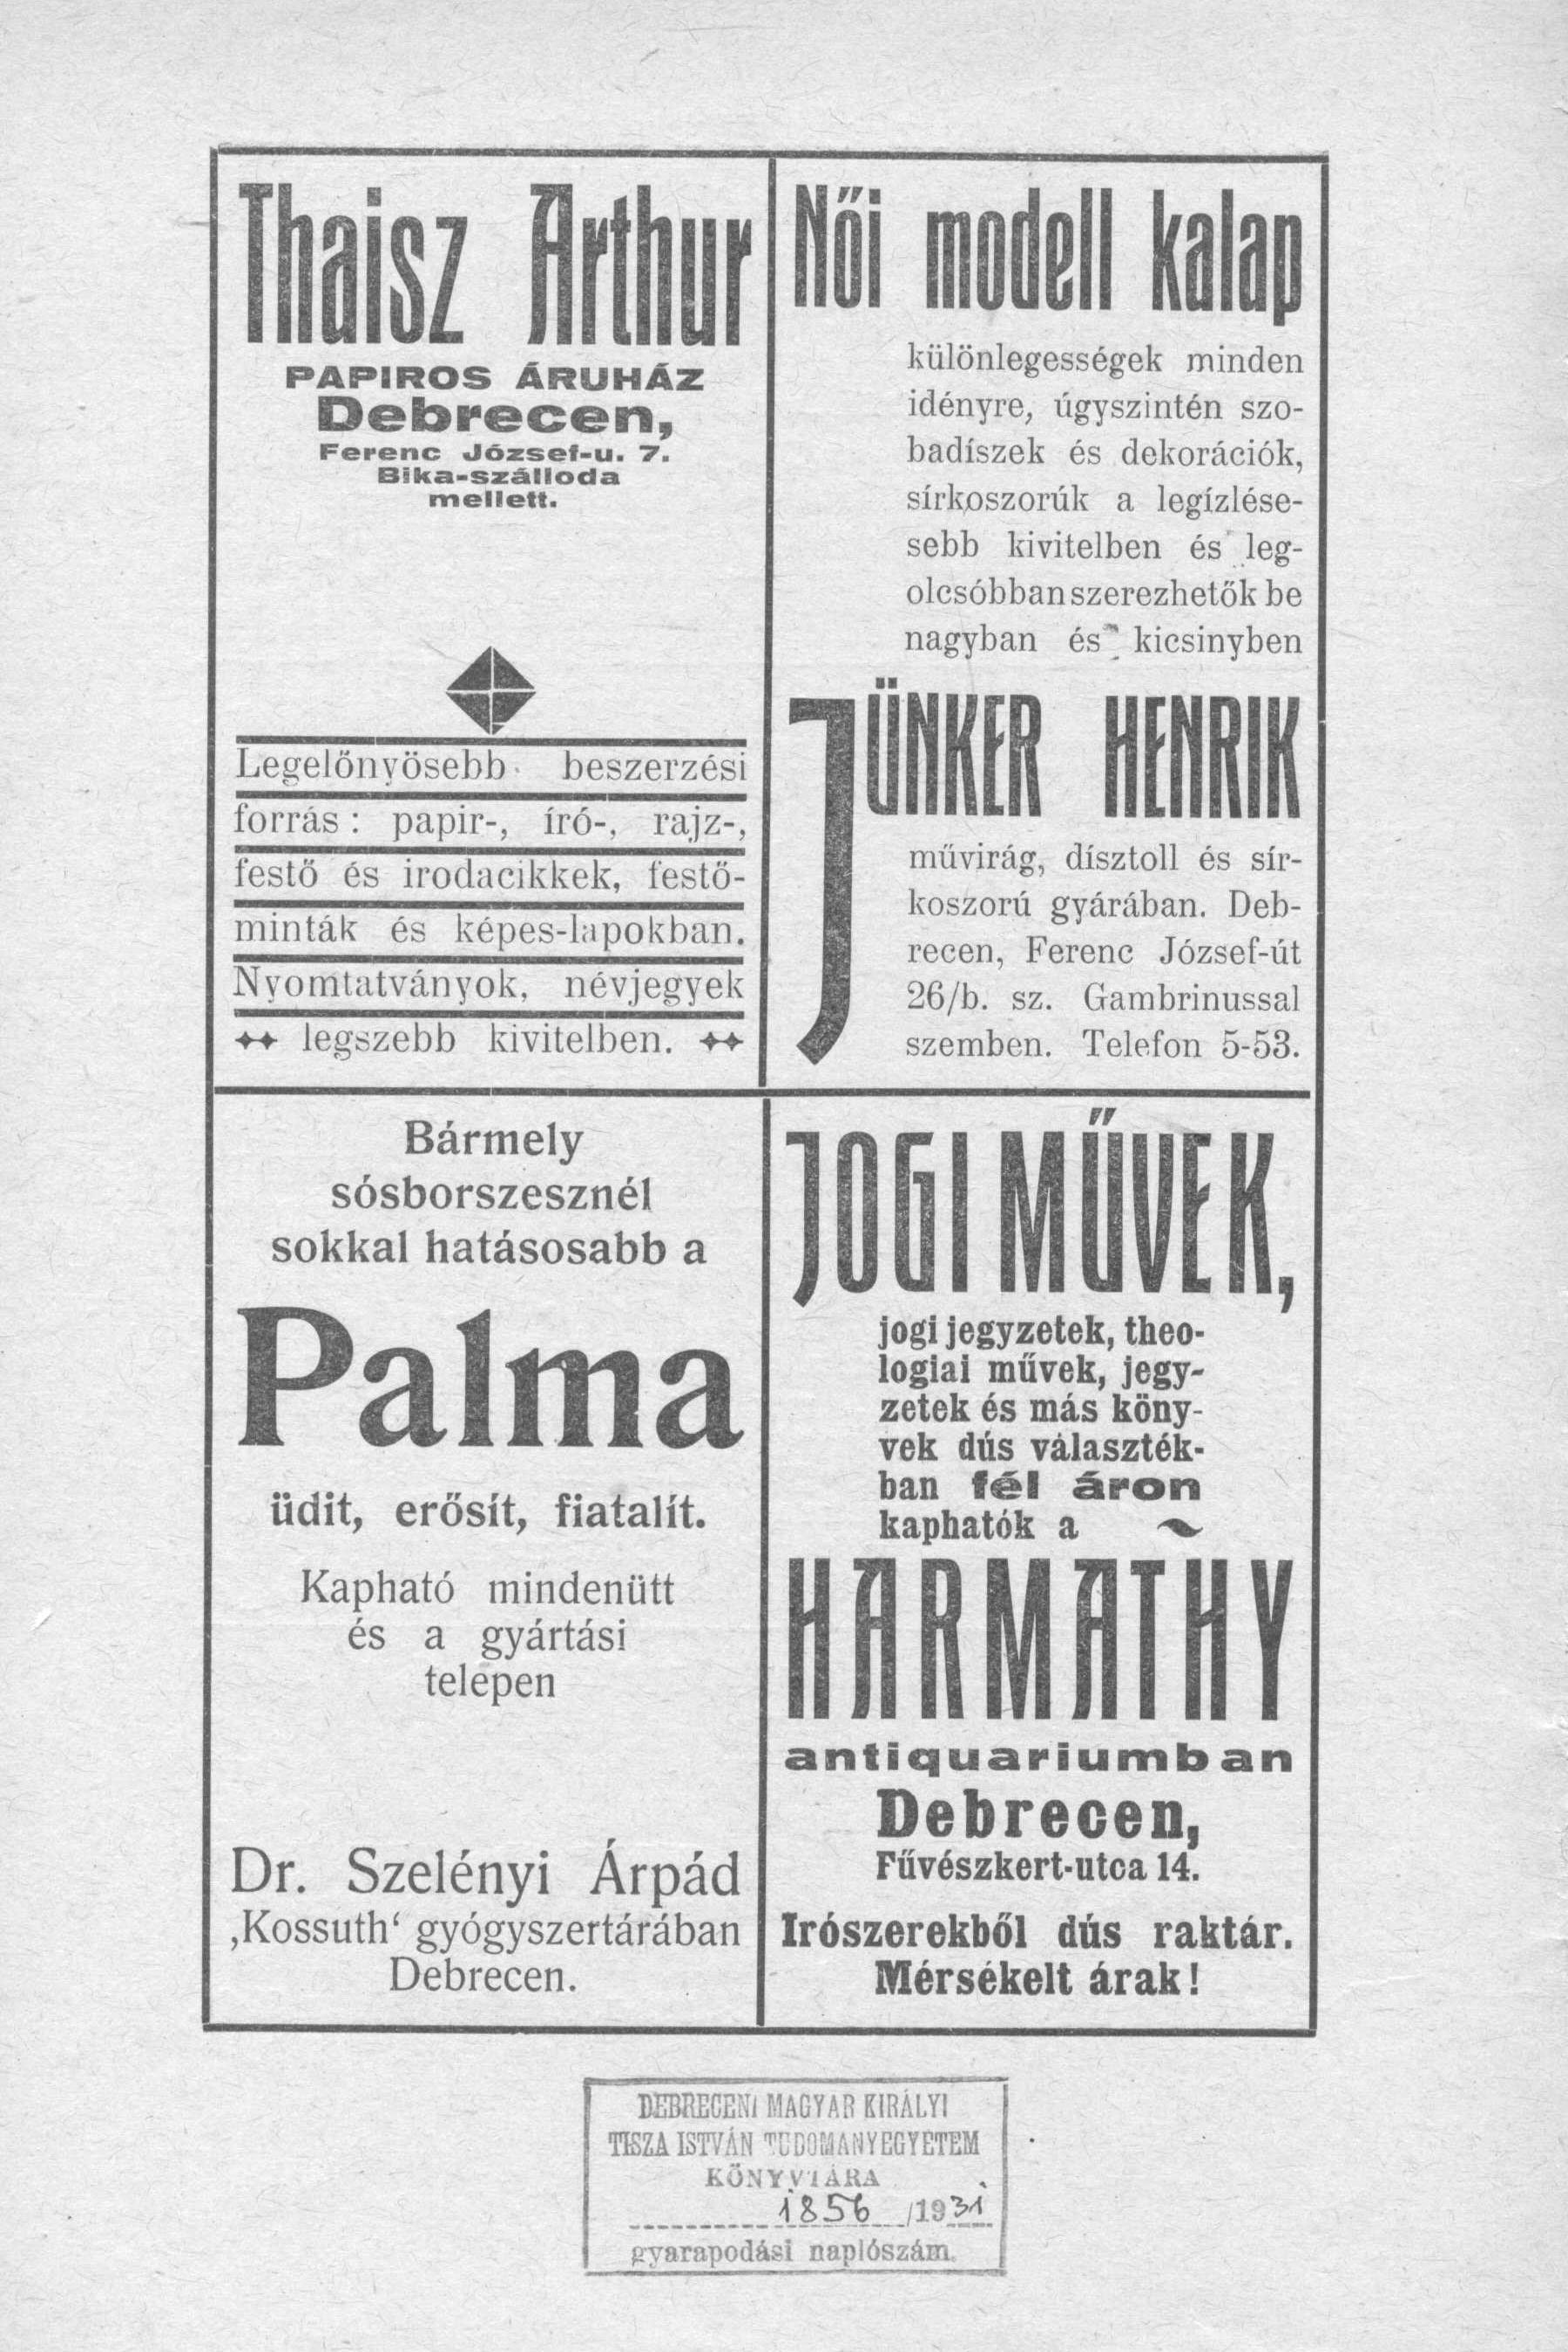 Thaisz Arthur
PAPIROS ÁRUHÁZ
Debrecen,
Ferenc József-u. 7.
Bika-szálloda
mellett.
Legelőnyösebb beszerzési
forrás: papir-, író-, rajz-,
festő és irodacikkek, festő-
minták és képes-lapokban.
Nyomtatványok, névjegyek
legszebb kivitelben.
Női modell kalap
különlegességek minden
idényre, úgyszintén szo-
badíszek és dekorációk,
sírkoszorúk a legízlése-
sebb kivitelben és leg-
olcsóbban szerezhetők be
nagyban és kicsinyben
JÜNKER HENRIK
művirág, dísztoll és sír-
koszorú gyárában. Deb-
recen, Ferenc József-út
26/b. sz. Gambrinussal
szemben. Telefon 5-53.
Bármely
sósborszesznél
sokkal hatásosabb a
Palma
üdit, erősít, fiatalít.
Kapható mindenütt
és a gyártási
telepen
Dr. Szelényi Árpád
‚Kossuth‘ gyógyszertárában
Debrecen.
JOGI MŰVEK,
jogi jegyzetek, theo-
logiai művek, jegy-
zetek és más köny-
vek dús választék-
ban fél áron
kaphatók a
HARMATHY
antiquariumban
Debrecen,
Fűvészkert-utca 14.
Irószerekből dús raktár.
Mérsékelt árak!
DEBRECENI MAGYAR KIRÁLYI
TISZA ISTVÁN TUDOMANYEGYETEM
KÖNYVTÁRA
1856 /1931
gyarapodási naplószám.